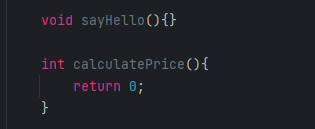 void sayHello(){}
int calculatePrice(){
return 0;
}